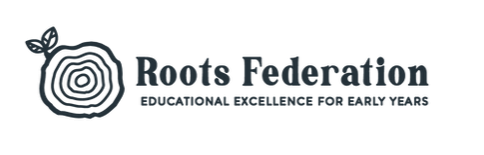 Roots Federation
EDUCATIONAL EXCELLENCE FOR EARLY YEARS